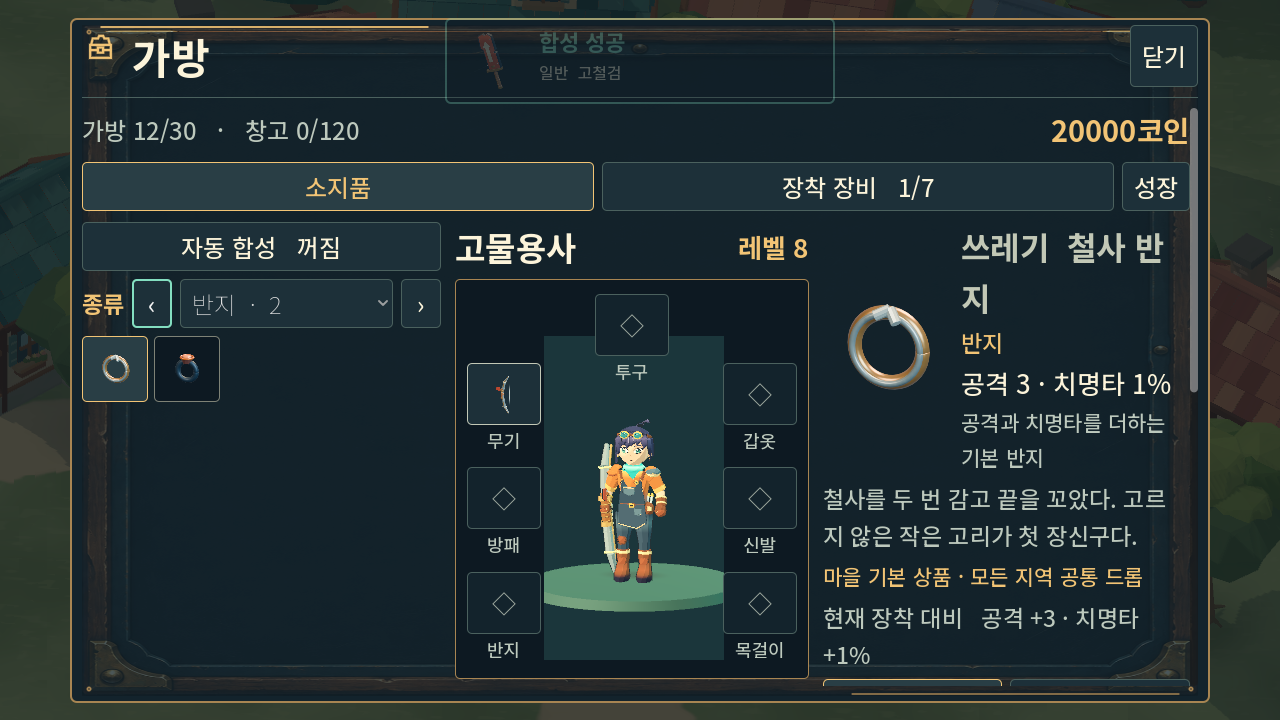 가방
합성 성공
일반 고철검
닫기
가방 12/30 · 창고 0/120
20000코인
소지품
장착 장비 1/7
성장
자동 합성 꺼짐
종류
‹
반지 · 2
›
고물용사
레벨 8
투구
무기
갑옷
방패
신발
반지
목걸이
쓰레기 철사 반
지
반지
공격 3 · 치명타 1%
공격과 치명타를 더하는
기본 반지
철사를 두 번 감고 끝을 꼬았다. 고르
지 않은 작은 고리가 첫 장신구다.
마을 기본 상품 · 모든 지역 공통 드롭
현재 장착 대비 공격 +3 · 치명타
+1%